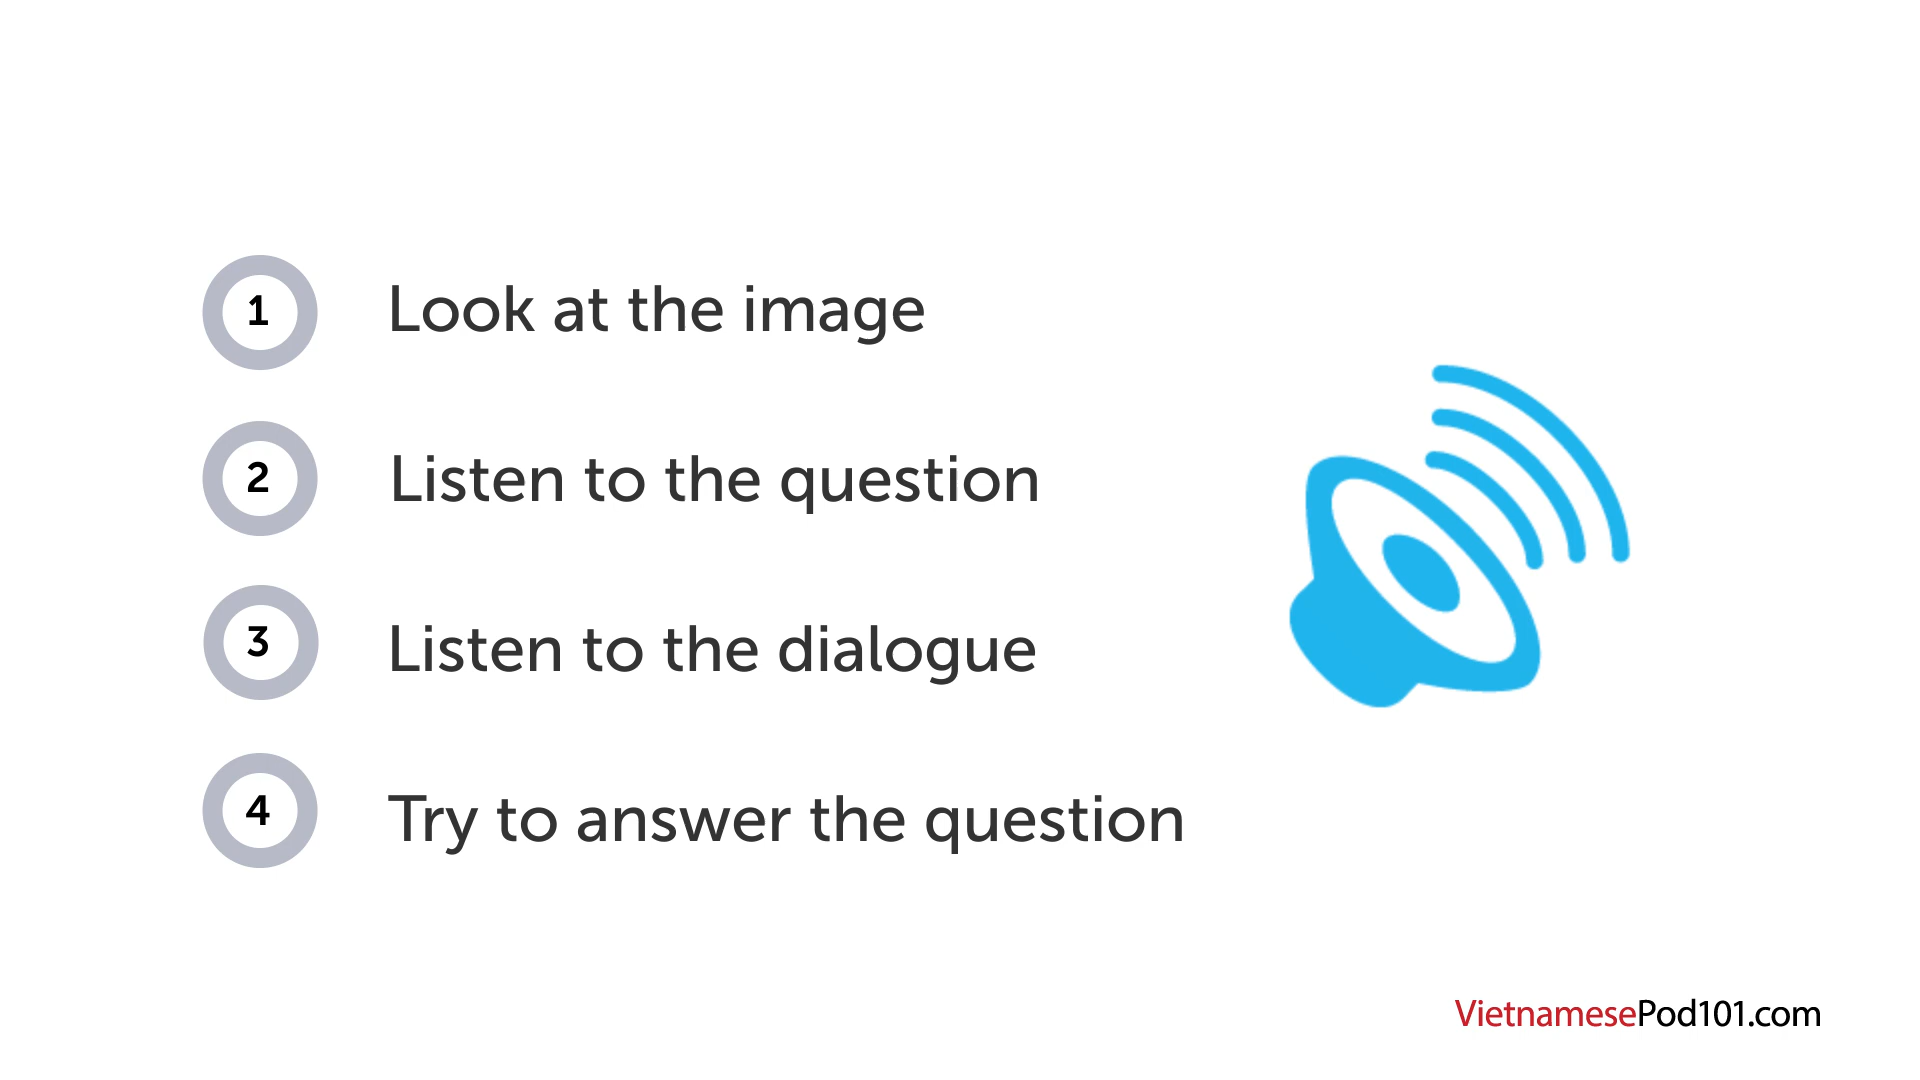 1 Look at the image
2 Listen to the question
3 Listen to the dialogue
4 Try to answer the question
VietnamesePod101.com